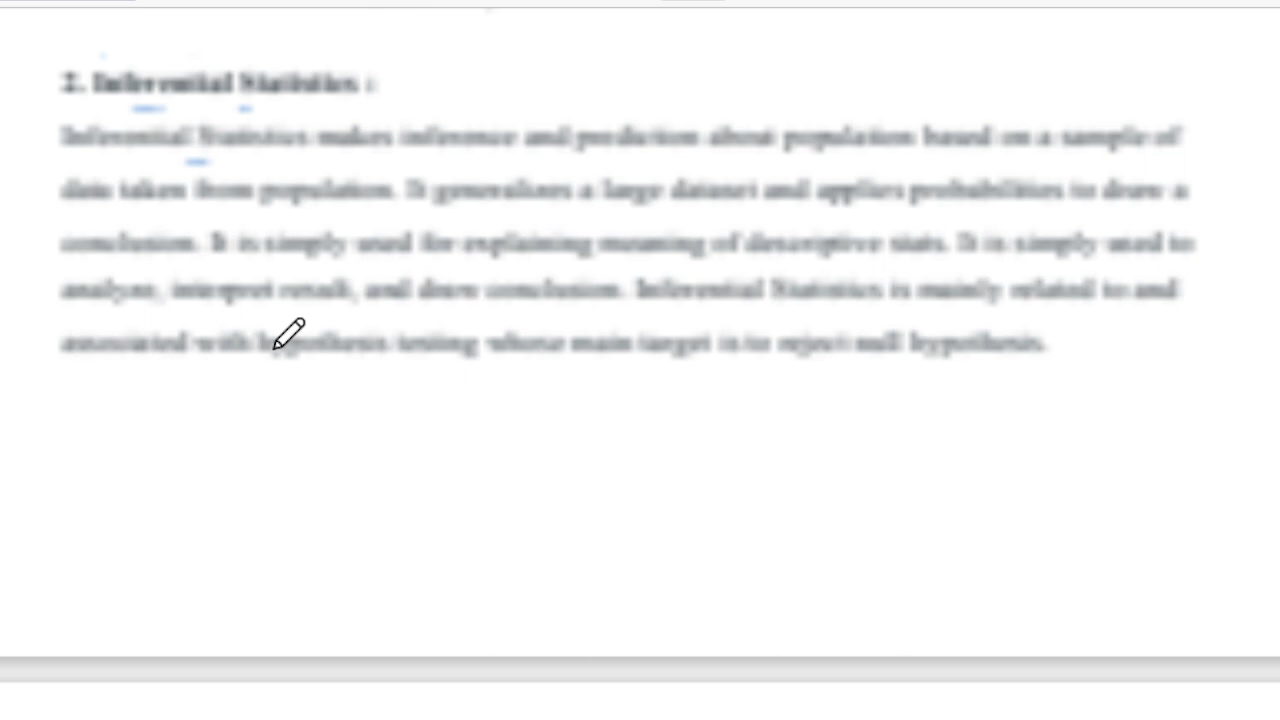 2. Inferential Statistics :
Inferential Statistics makes inference and prediction about population based on a sample of
data taken from population. It generalizes a large dataset and applies probabilities to draw a
conclusion. It is simply used for explaining meaning of descriptive stats. It is simply used to
analyze, interpret result, and draw conclusion. Inferential Statistics is mainly related to and
associated with hypothesis testing whose main target is to reject null hypothesis.